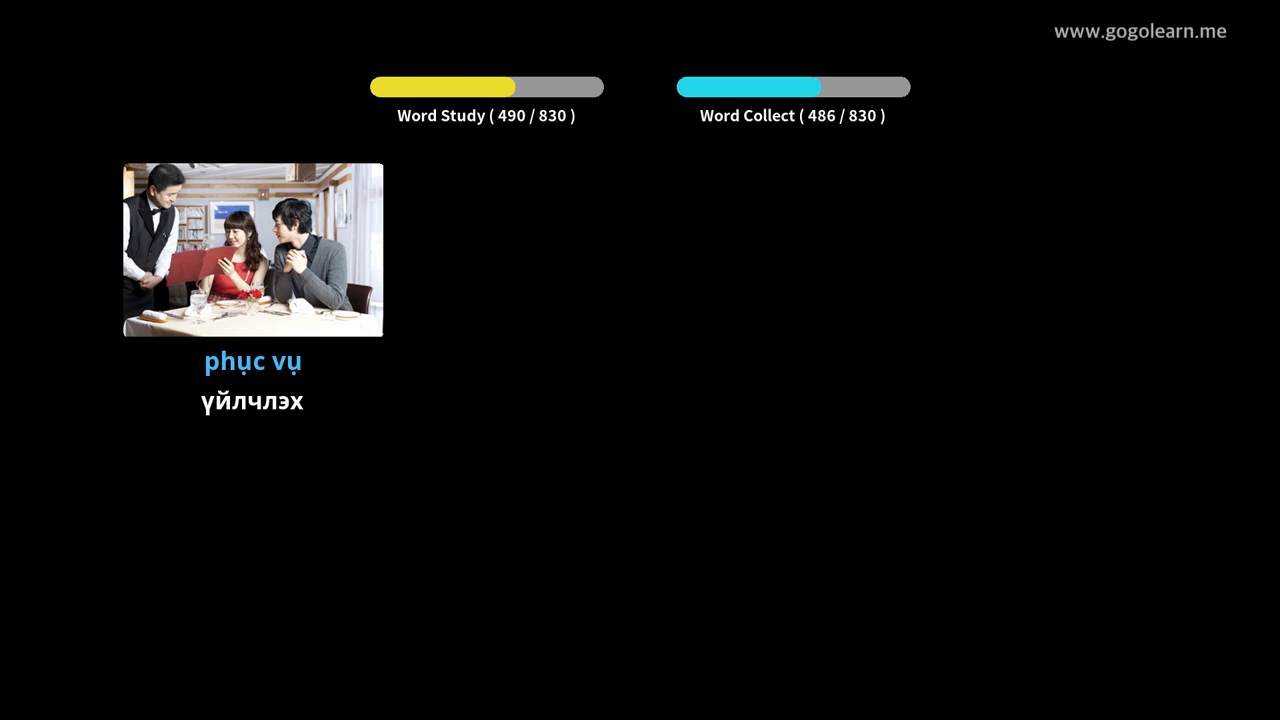 www.gogolearn.me
Word Study ( 490 / 830 )
Word Collect ( 486 / 830 )
phục vụ
үйлчлэх